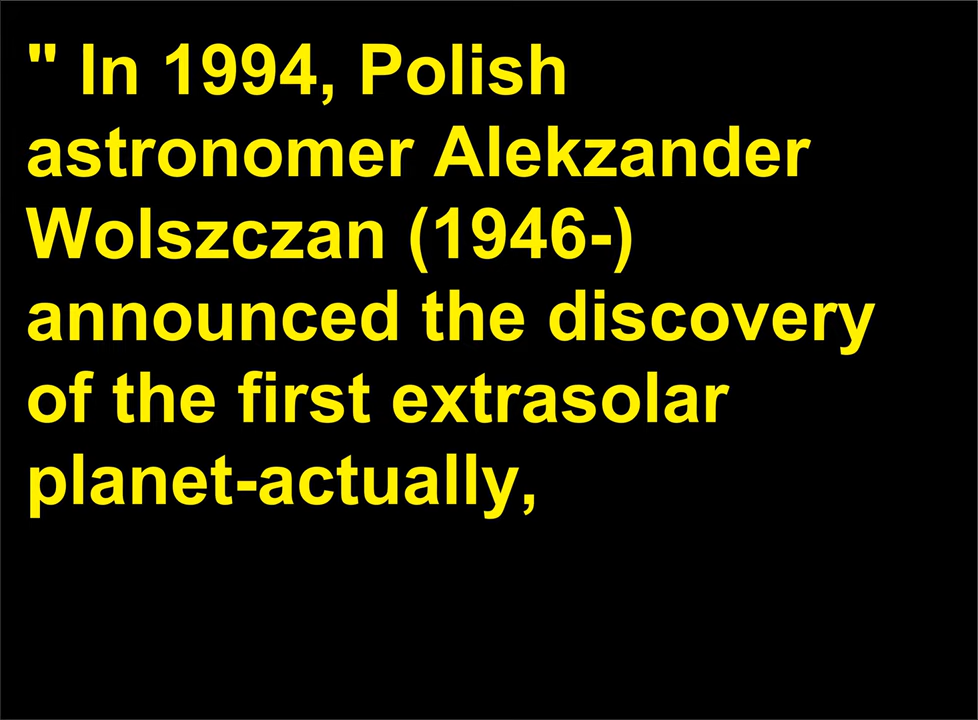 " In 1994, Polish
astronomer Alekzander
Wolszczan (1946-)
announced the discovery
of the first extrasolar
planet-actually,